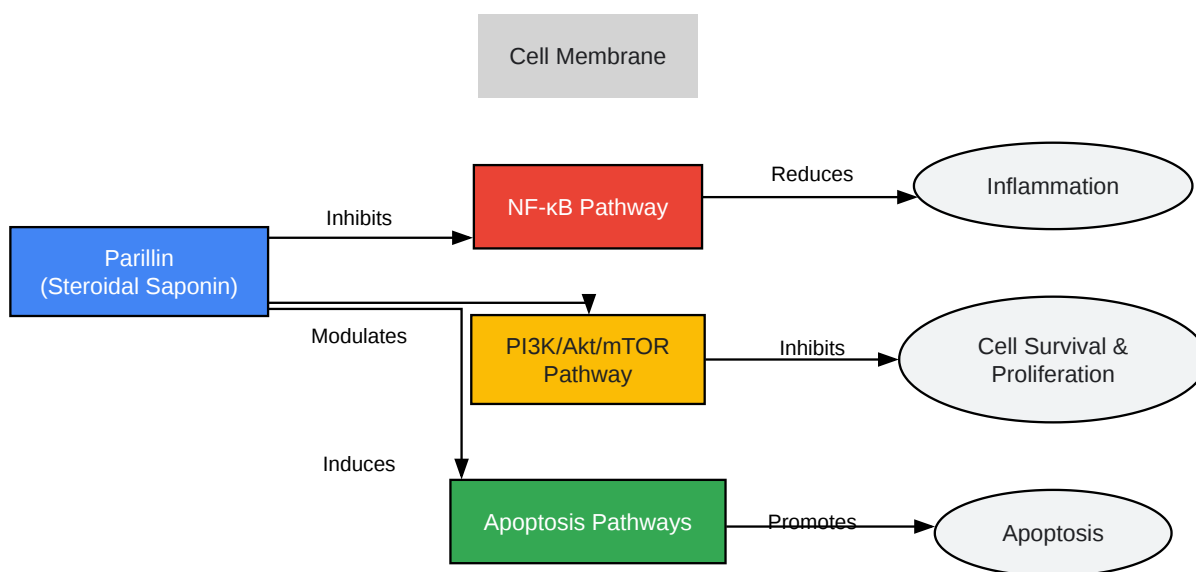 Cell Membrane
Reduces
Inflammation
NF-κB Pathway
Inhibits
Parillin
(Steroidal Saponin)
Modulates
PI3K/Akt/mTOR
Pathway
Inhibits
Cell Survival &
Proliferation
Induces
Apoptosis Pathways
Promotes
Apoptosis